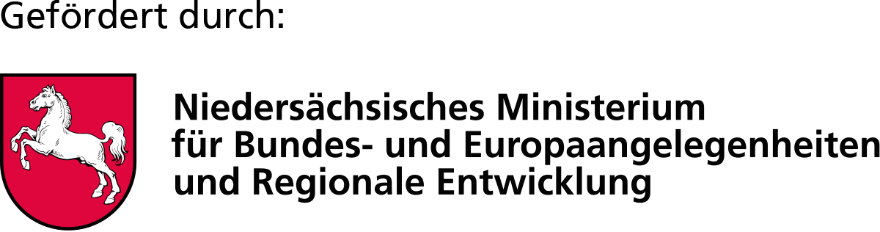 Gefördert durch:
Niedersächsisches Ministerium
für Bundes- und Europaangelegenheiten
und Regionale Entwicklung